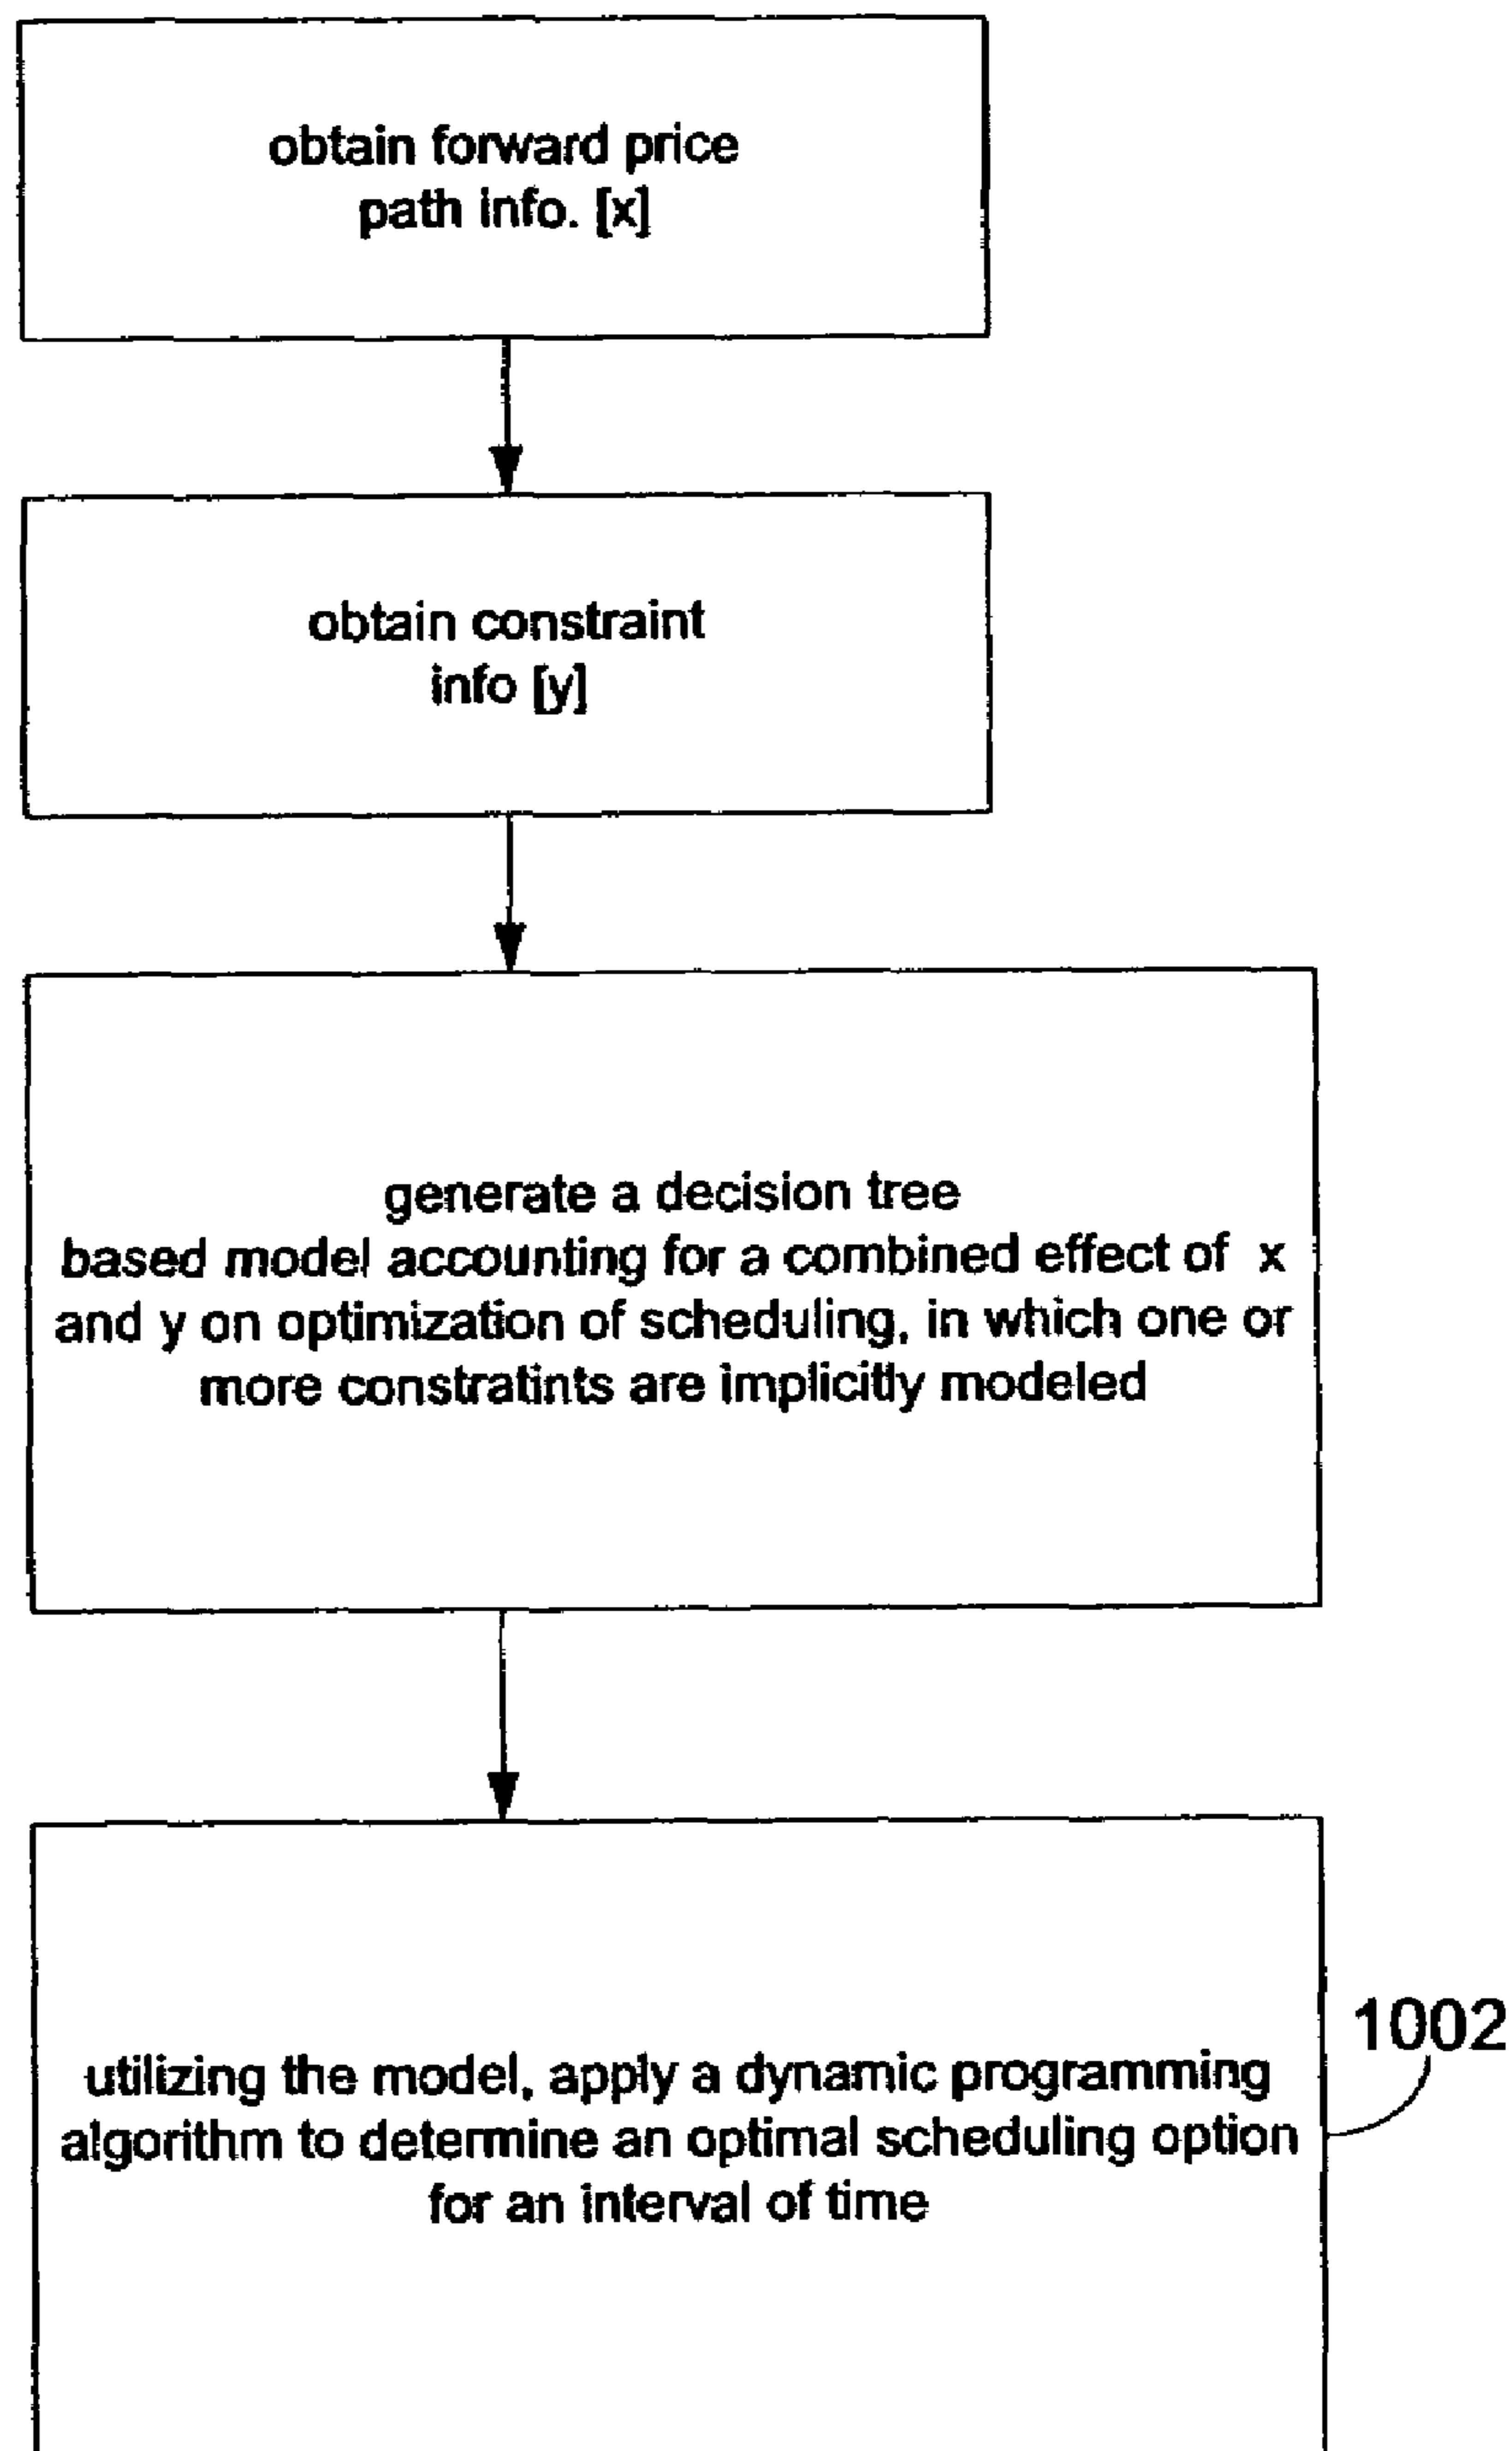 obtain forward price
path info. [x]
obtain constraint
info [y]
generate a decision tree
based model accounting for a combined effect of x
and y on optimization of scheduling, in which one or
more constratints are implicitly modeled
utilizing the model, apply a dynamic programming
algorithm to determine an optimal scheduling option
for an interval of time
1002